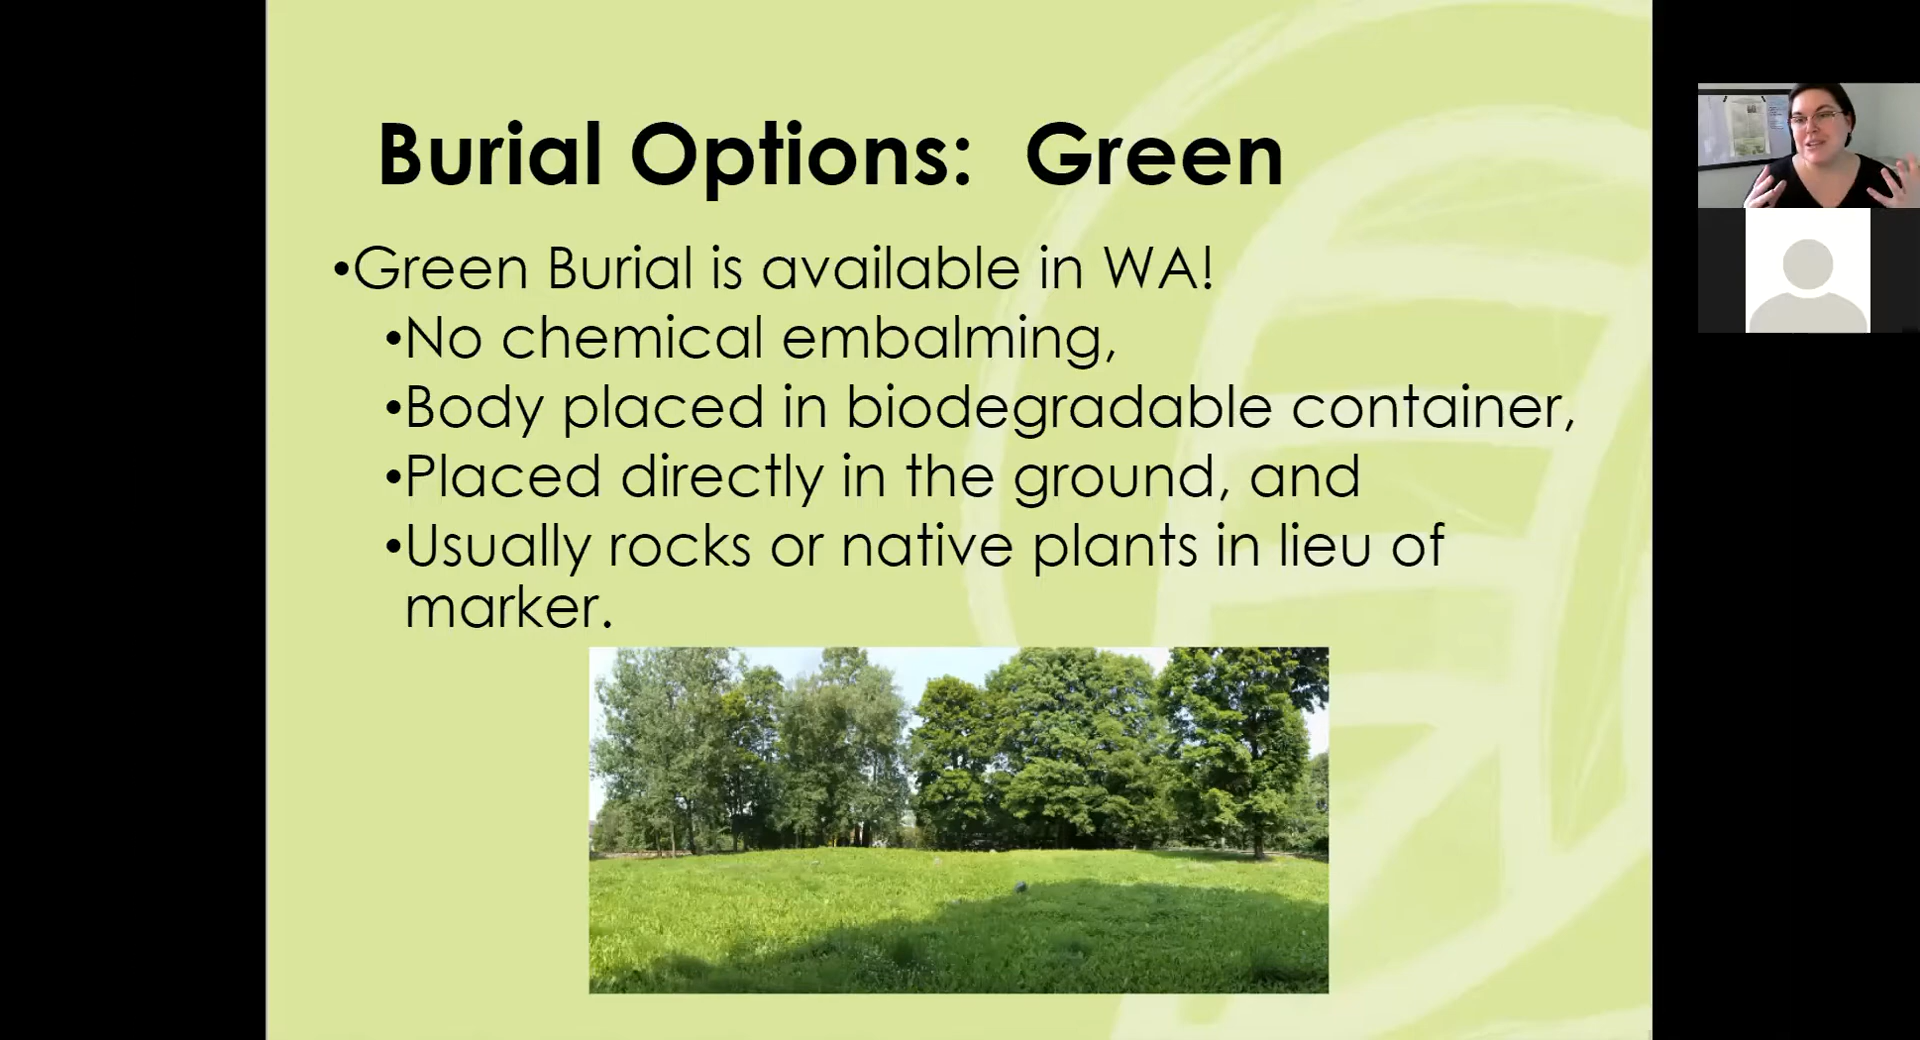 Burial Options:  Green
•Green Burial is available in WA!
•No chemical embalming,
•Body placed in biodegradable container,
•Placed directly in the ground, and
•Usually rocks or native plants in lieu of
marker.